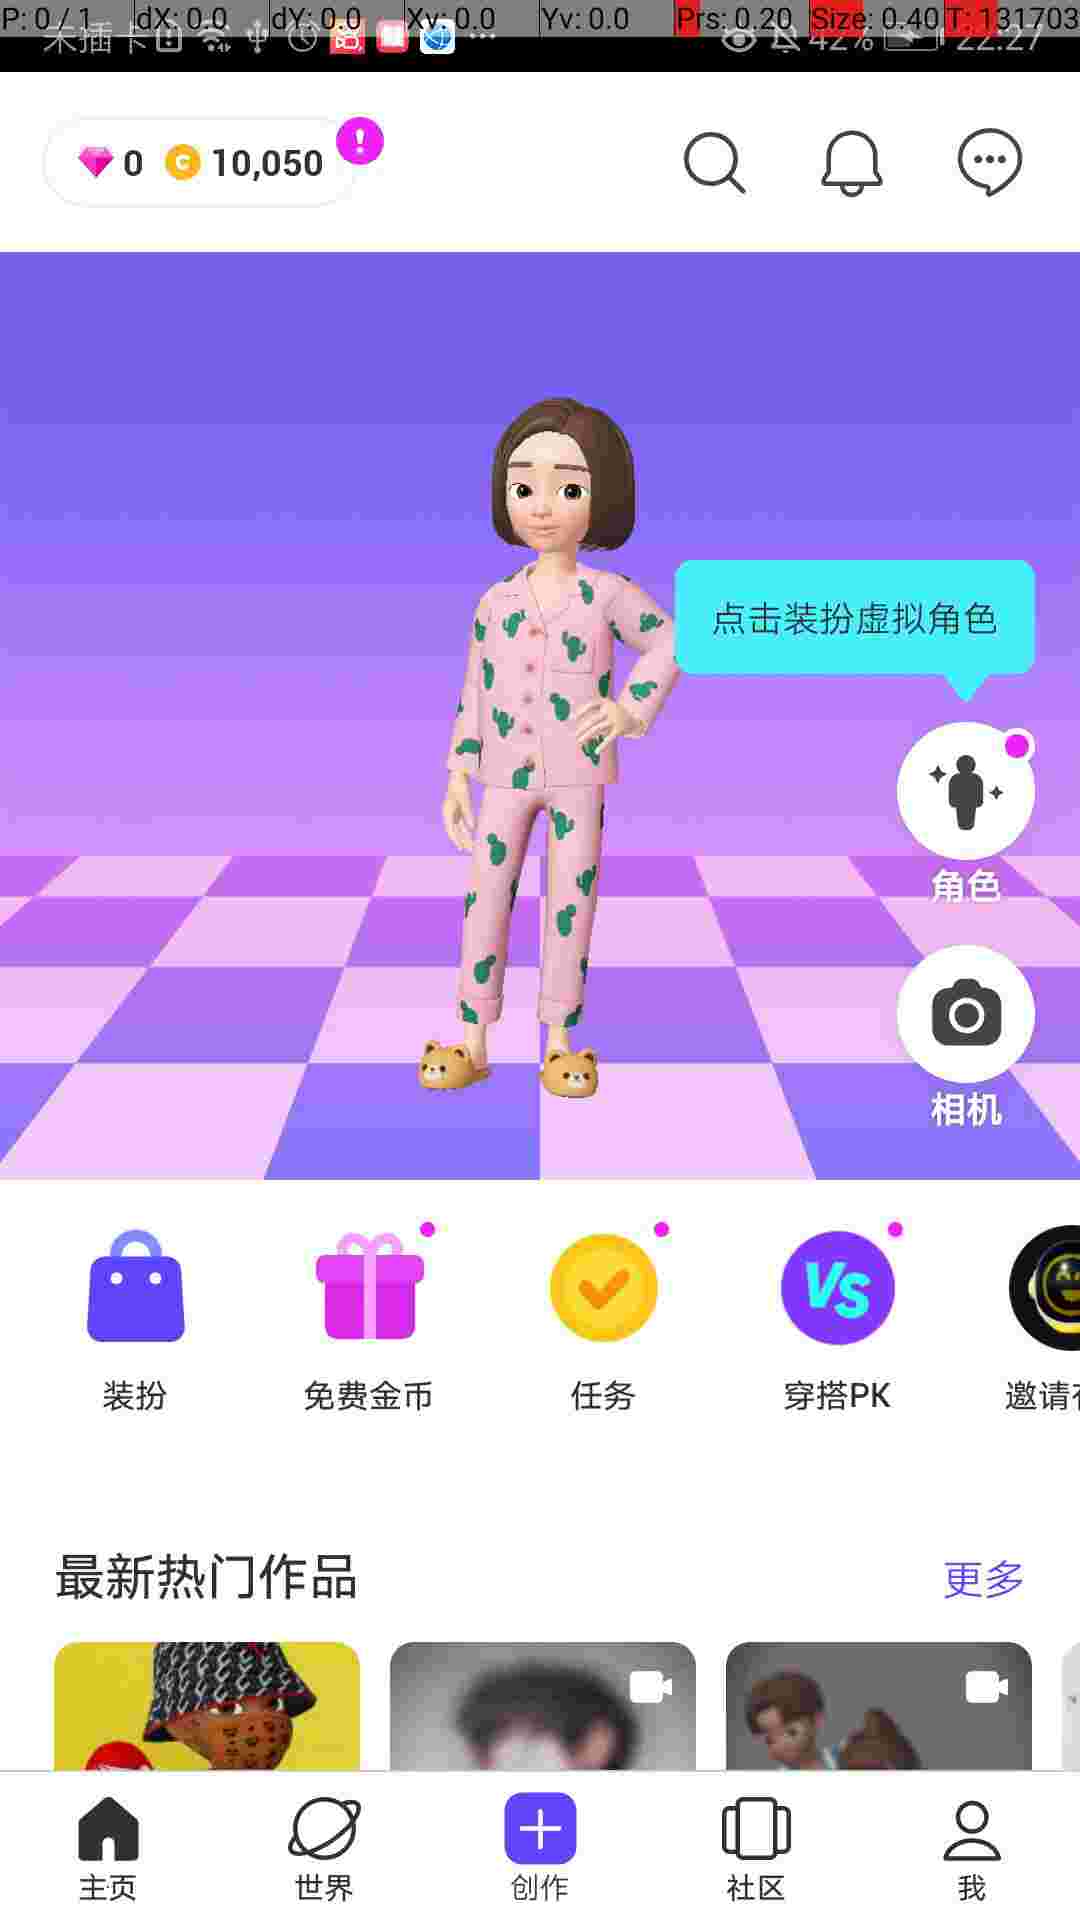 P: 0 / 1 dX: 0.0 dY: 0.0 Xv: 0.0 Yv: 0.0 Prs: 0.20 Size: 0.40 T: 131703
未插卡 42% 22:27
0 10,050
点击装扮虚拟角色
角色
相机
装扮 免费金币 任务 穿搭PK 邀请
最新热门作品 更多
主页 世界 创作 社区 我